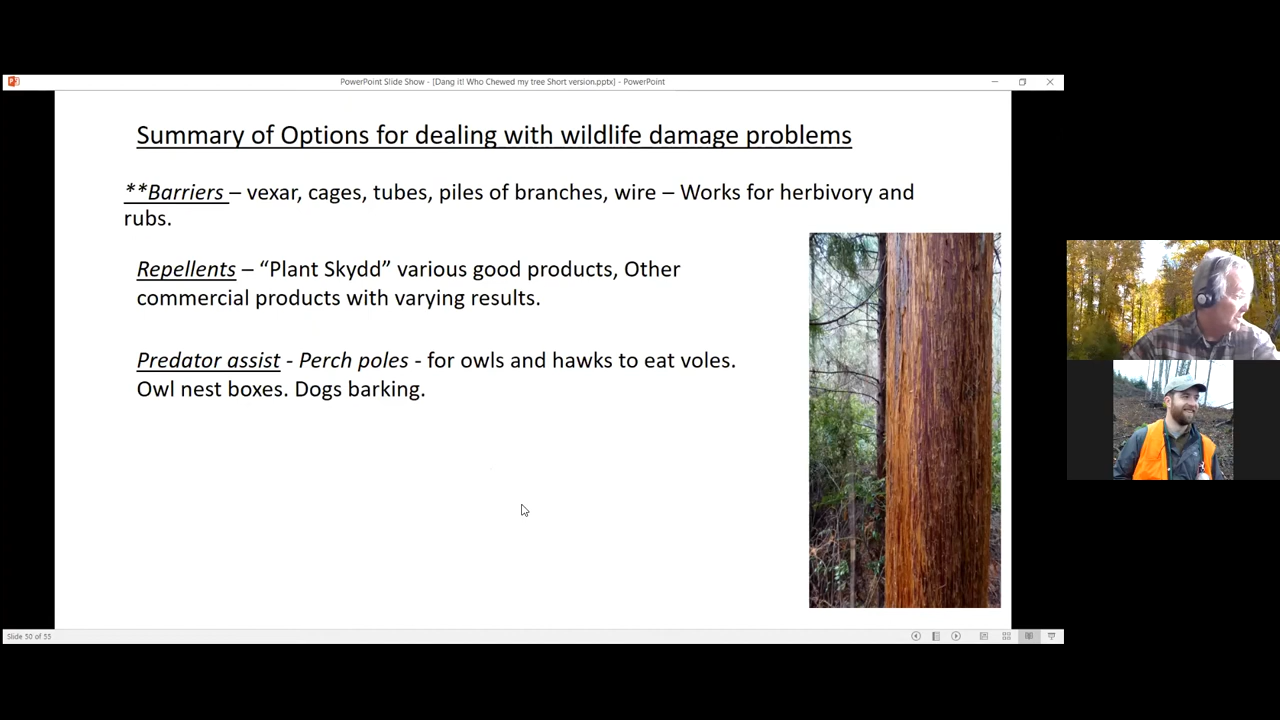 PowerPoint Slide Show - [Dang it! Who Chewed my tree Short version.pptx] - PowerPoint
Summary of Options for dealing with wildlife damage problems
**Barriers – vexar, cages, tubes, piles of branches, wire – Works for herbivory and
rubs.
Repellents – “Plant Skydd” various good products, Other
commercial products with varying results.
Predator assist - Perch poles - for owls and hawks to eat voles.
Owl nest boxes. Dogs barking.
Slide 50 of 55